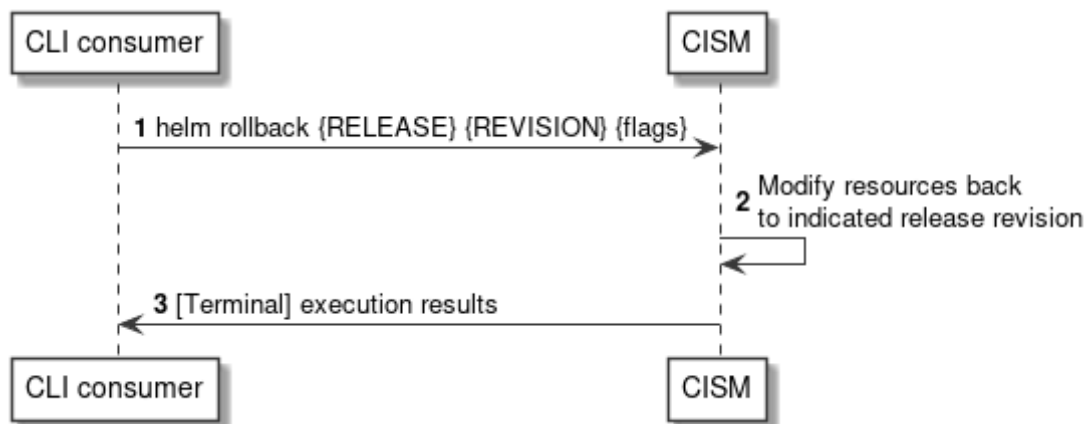 CLI consumer
CISM
1 helm rollback {RELEASE} {REVISION} {flags}
2 Modify resources back
to indicated release revision
3 [Terminal] execution results
CLI consumer
CISM